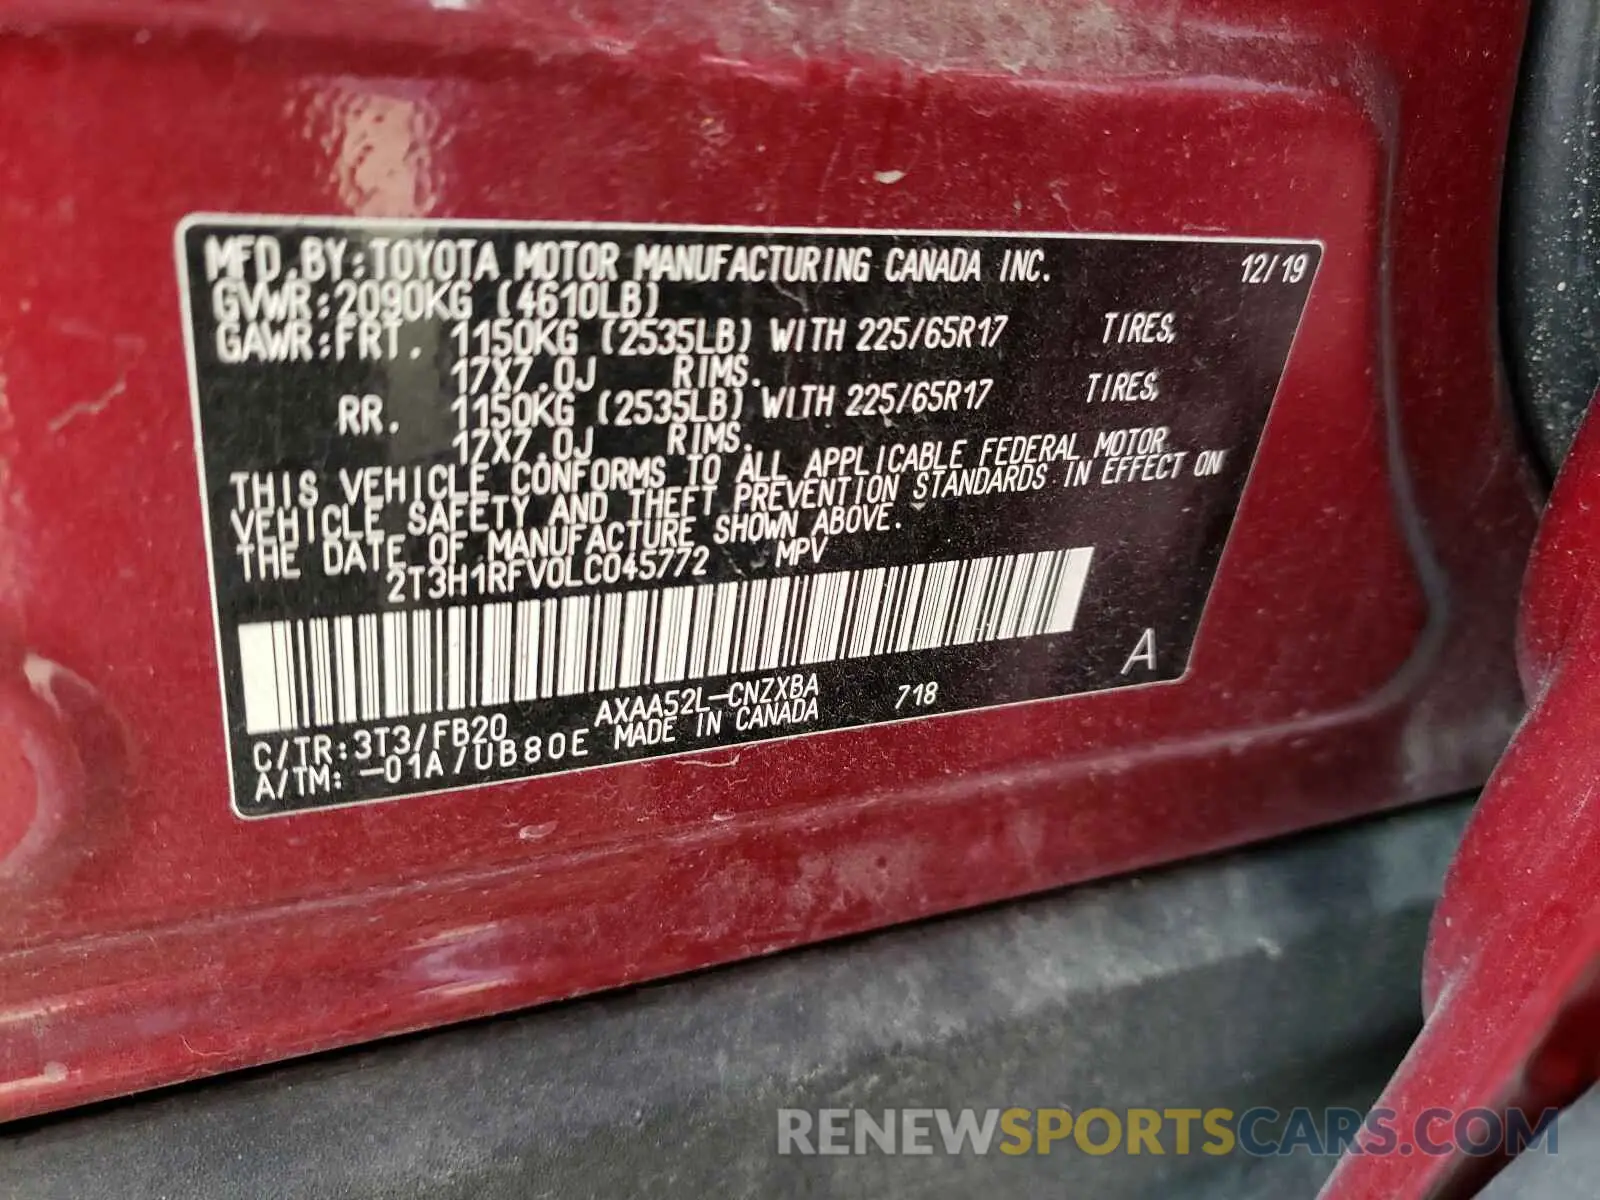 MFD.BY:TOYOTA MOTOR MANUFACTURING CANADA INC. 12/19
GVWR:2090KG (4610LB)
GAWR:FRT. 1150KG (2535LB) WITH 225/65R17 TIRES,
17X7.0J RIMS.
RR. 1150KG (2535LB) WITH 225/65R17 TIRES,
17X7.0J RIMS.
THIS VEHICLE CONFORMS TO ALL APPLICABLE FEDERAL MOTOR
VEHICLE SAFETY AND THEFT PREVENTION STANDARDS IN EFFECT ON
THE DATE OF MANUFACTURE SHOWN ABOVE.
2T3H1RFV0LC045772 MPV
A
C/TR:3T3/FB20 AXAA52L-CNZXBA 718
A/TM: -01A/UB80E MADE IN CANADA
RENEWSPORTSCARS.COM